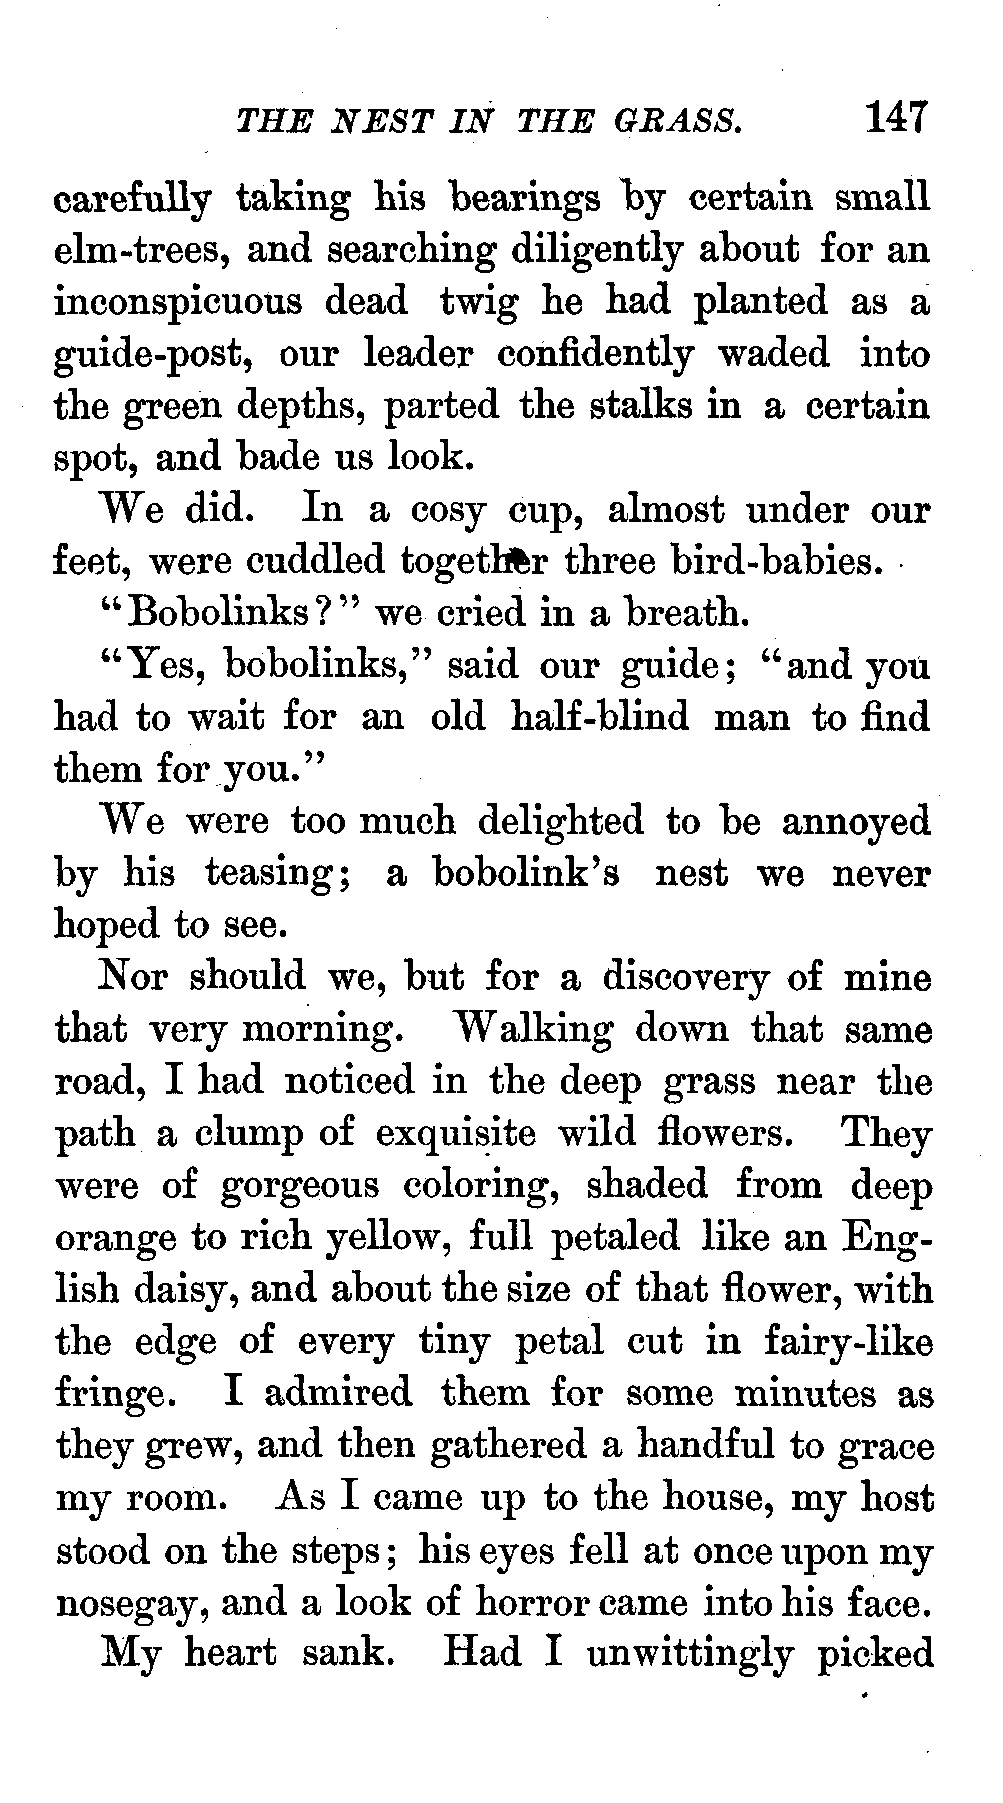 THE NEST IN THE GRASS. 147
carefully taking his bearings by certain small
elm-trees, and searching diligently about for an
inconspicuous dead twig he had planted as a
guide-post, our leader confidently waded into
the green depths, parted the stalks in a certain
spot, and bade us look.
We did. In a cosy cup, almost under our
feet, were cuddled together three bird-babies.
"Bobolinks?" we cried in a breath.
"Yes, bobolinks," said our guide; "and you
had to wait for an old half-blind man to find
them for you."
We were too much delighted to be annoyed
by his teasing; a bobolink's nest we never
hoped to see.
Nor should we, but for a discovery of mine
that very morning. Walking down that same
road, I had noticed in the deep grass near the
path a clump of exquisite wild flowers. They
were of gorgeous coloring, shaded from deep
orange to rich yellow, full petaled like an Eng-
lish daisy, and about the size of that flower, with
the edge of every tiny petal cut in fairy-like
fringe. I admired them for some minutes as
they grew, and then gathered a handful to grace
my room. As I came up to the house, my host
stood on the steps; his eyes fell at once upon my
nosegay, and a look of horror came into his face.
My heart sank. Had I unwittingly picked